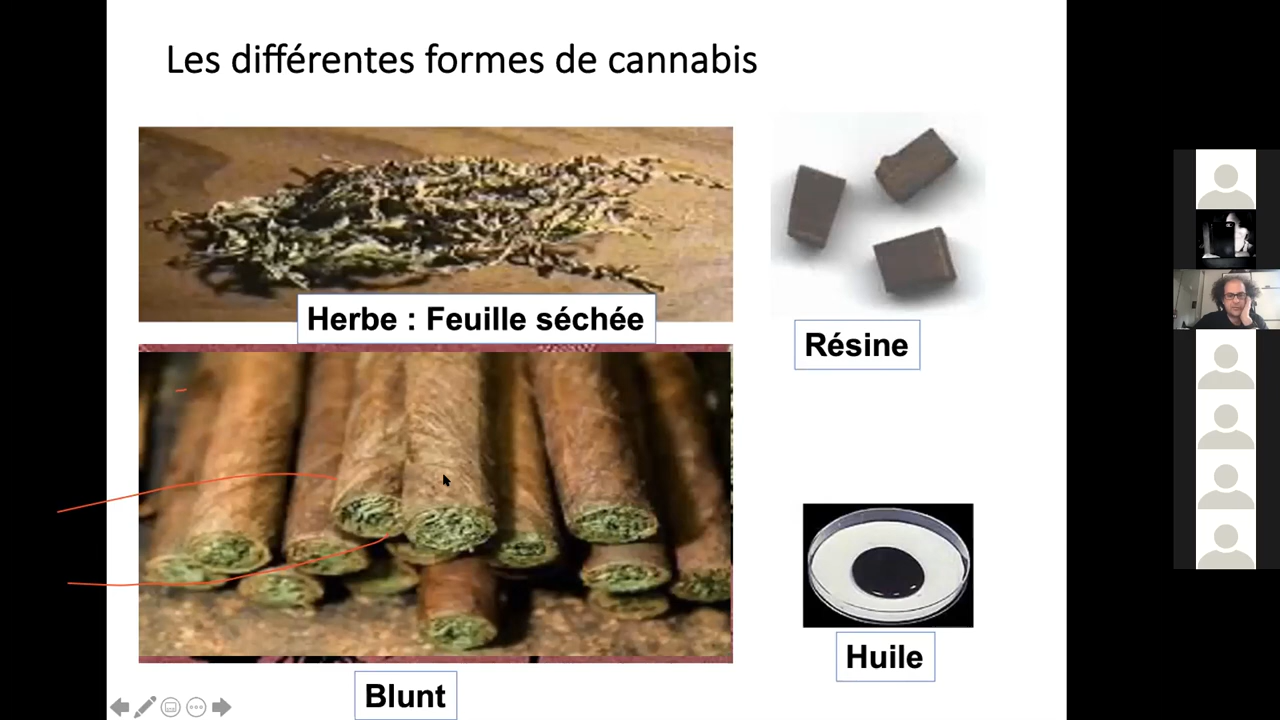 Les différentes formes de cannabis
Herbe : Feuille séchée
Résine
Huile
Blunt